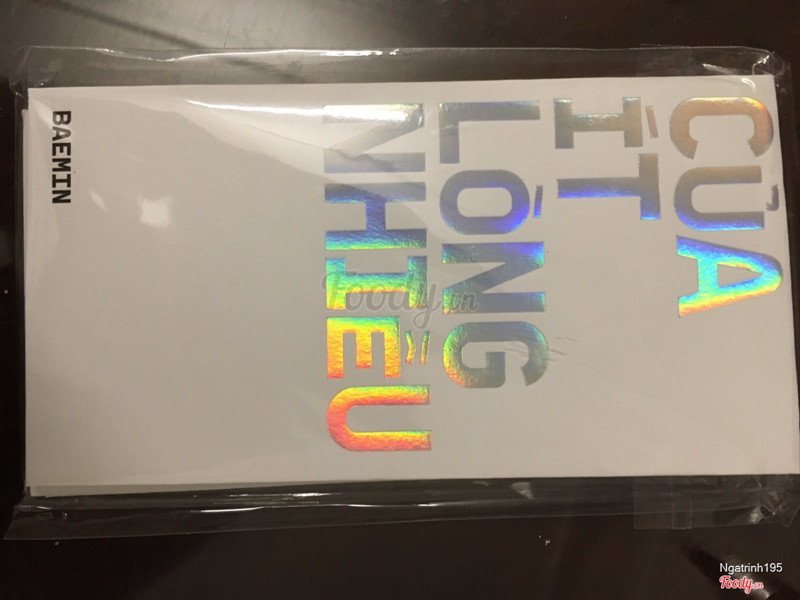 CỦA
ÍT
LÒNG
NHIỀU
BAEMIN
Foody.vn
Ngatrinh195
Foody.vn